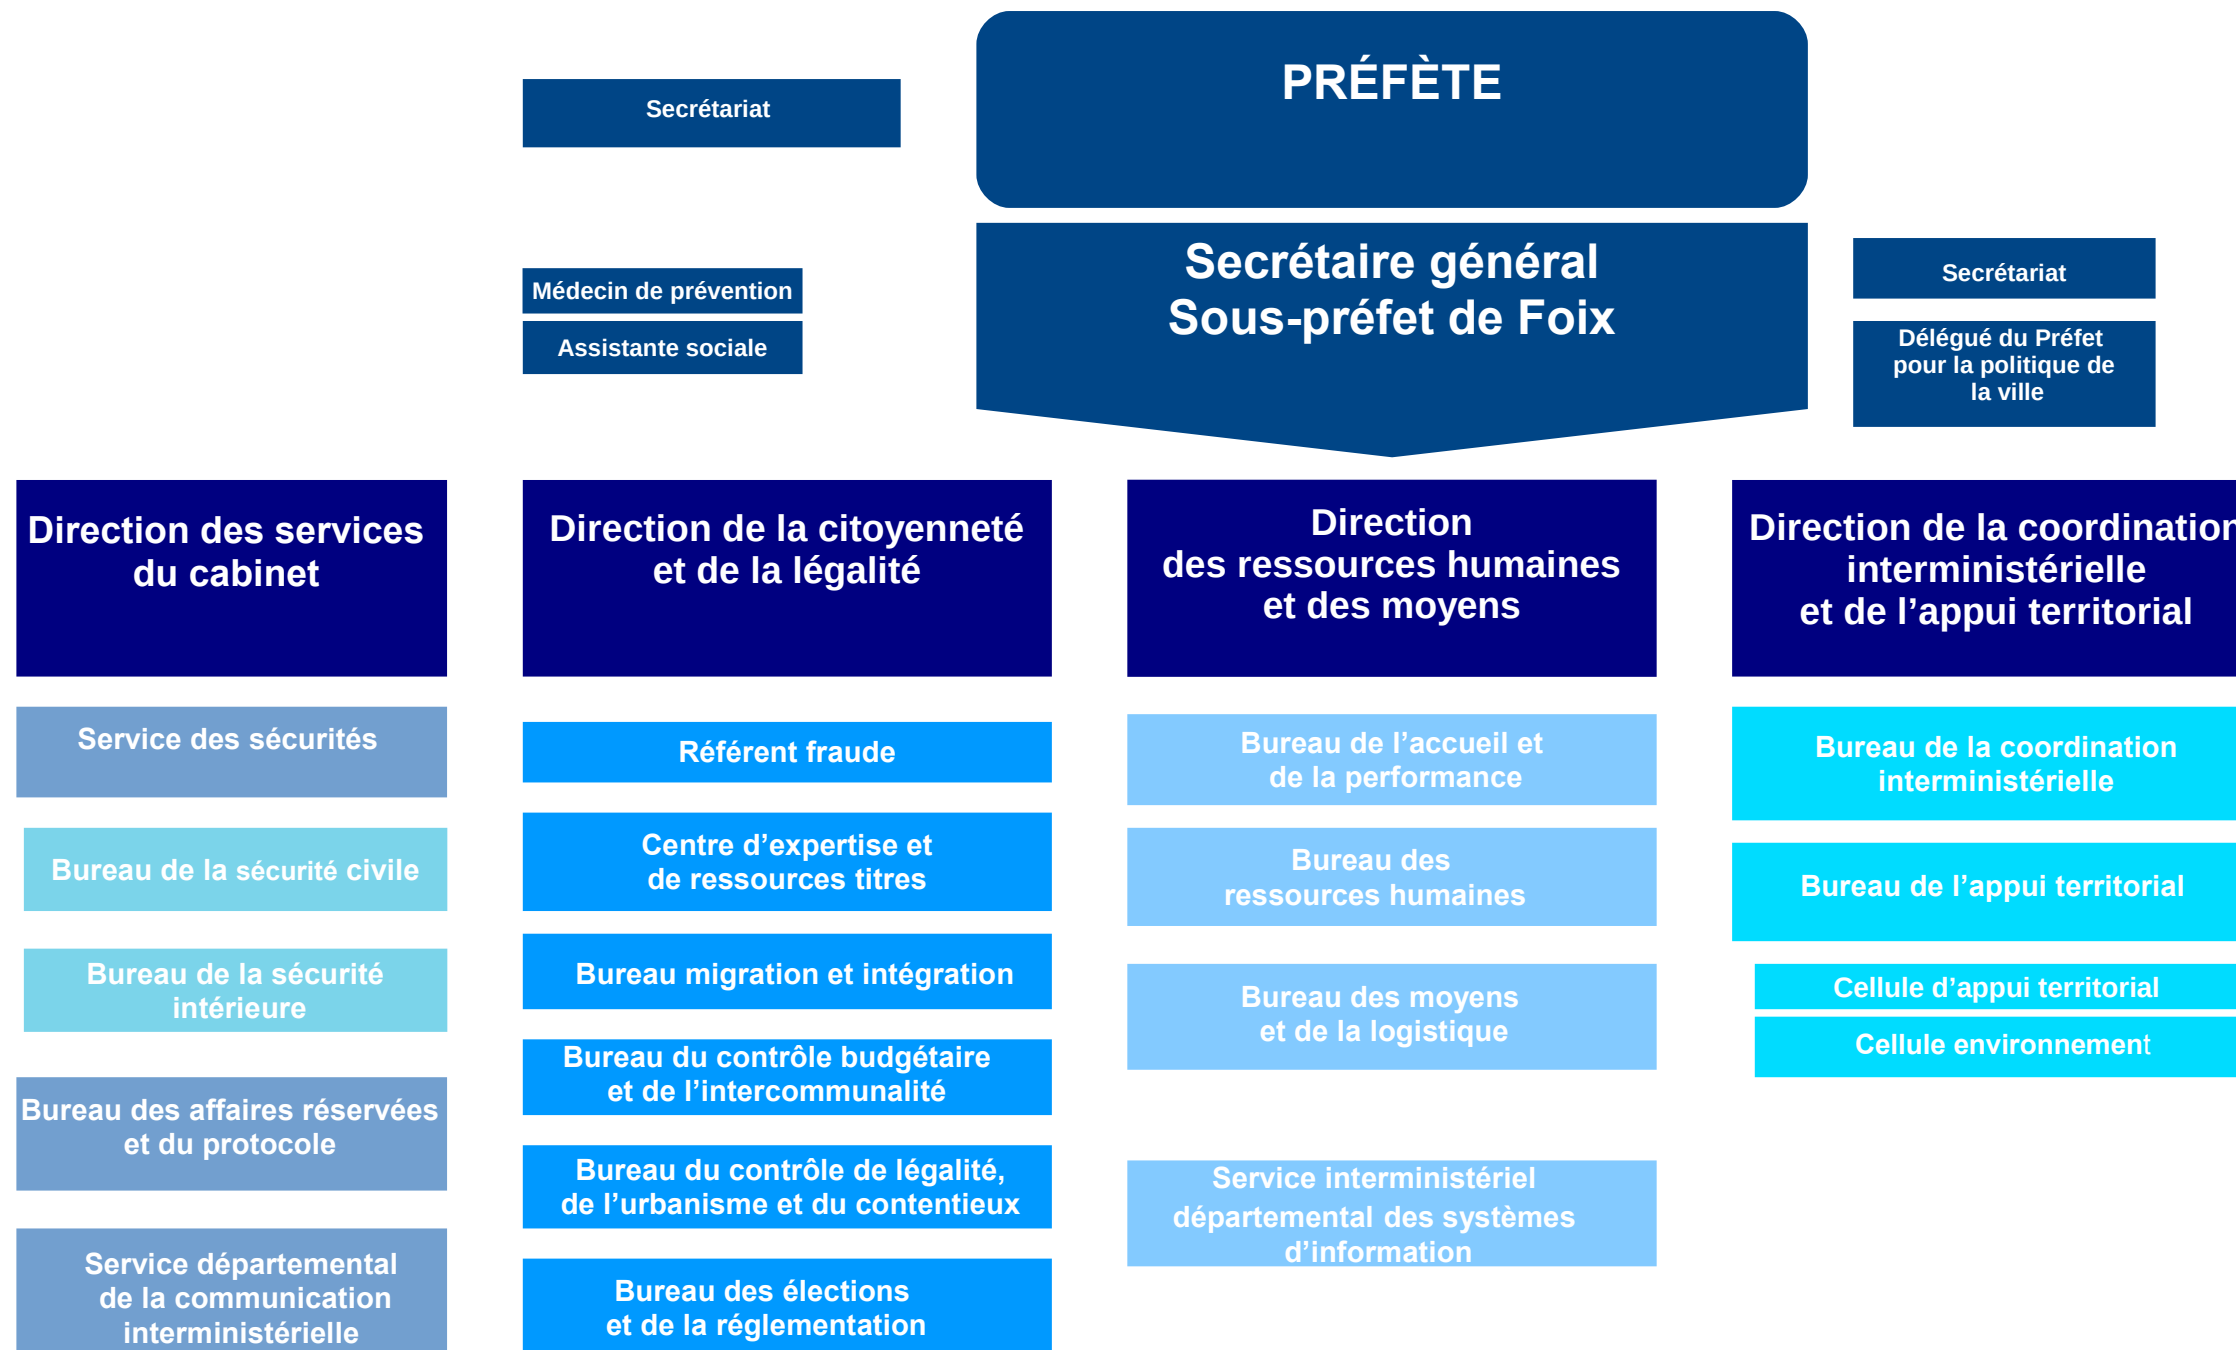 PRÉFÈTE
Secrétariat
Secrétaire général
Sous-préfet de Foix
Médecin de prévention
Assistante sociale
Secrétariat
Délégué du Préfet
pour la politique de
la ville
Direction des services
du cabinet
Service des sécurités
Bureau de la sécurité civile
Bureau de la sécurité
intérieure
Bureau des affaires réservées
et du protocole
Service départemental
de la communication
interministérielle
Direction de la citoyenneté
et de la légalité
Référent fraude
Centre d’expertise et
de ressources titres
Bureau migration et intégration
Bureau du contrôle budgétaire
et de l’intercommunalité
Bureau du contrôle de légalité,
de l’urbanisme et du contentieux
Bureau des élections
et de la réglementation
Direction
des ressources humaines
et des moyens
Bureau de l’accueil et
de la performance
Bureau des
ressources humaines
Bureau des moyens
et de la logistique
Service interministériel
départemental des systèmes
d’information
Direction de la coordination
interministérielle
et de l’appui territorial
Bureau de la coordination
interministérielle
Bureau de l’appui territorial
Cellule d’appui territorial
Cellule environnement